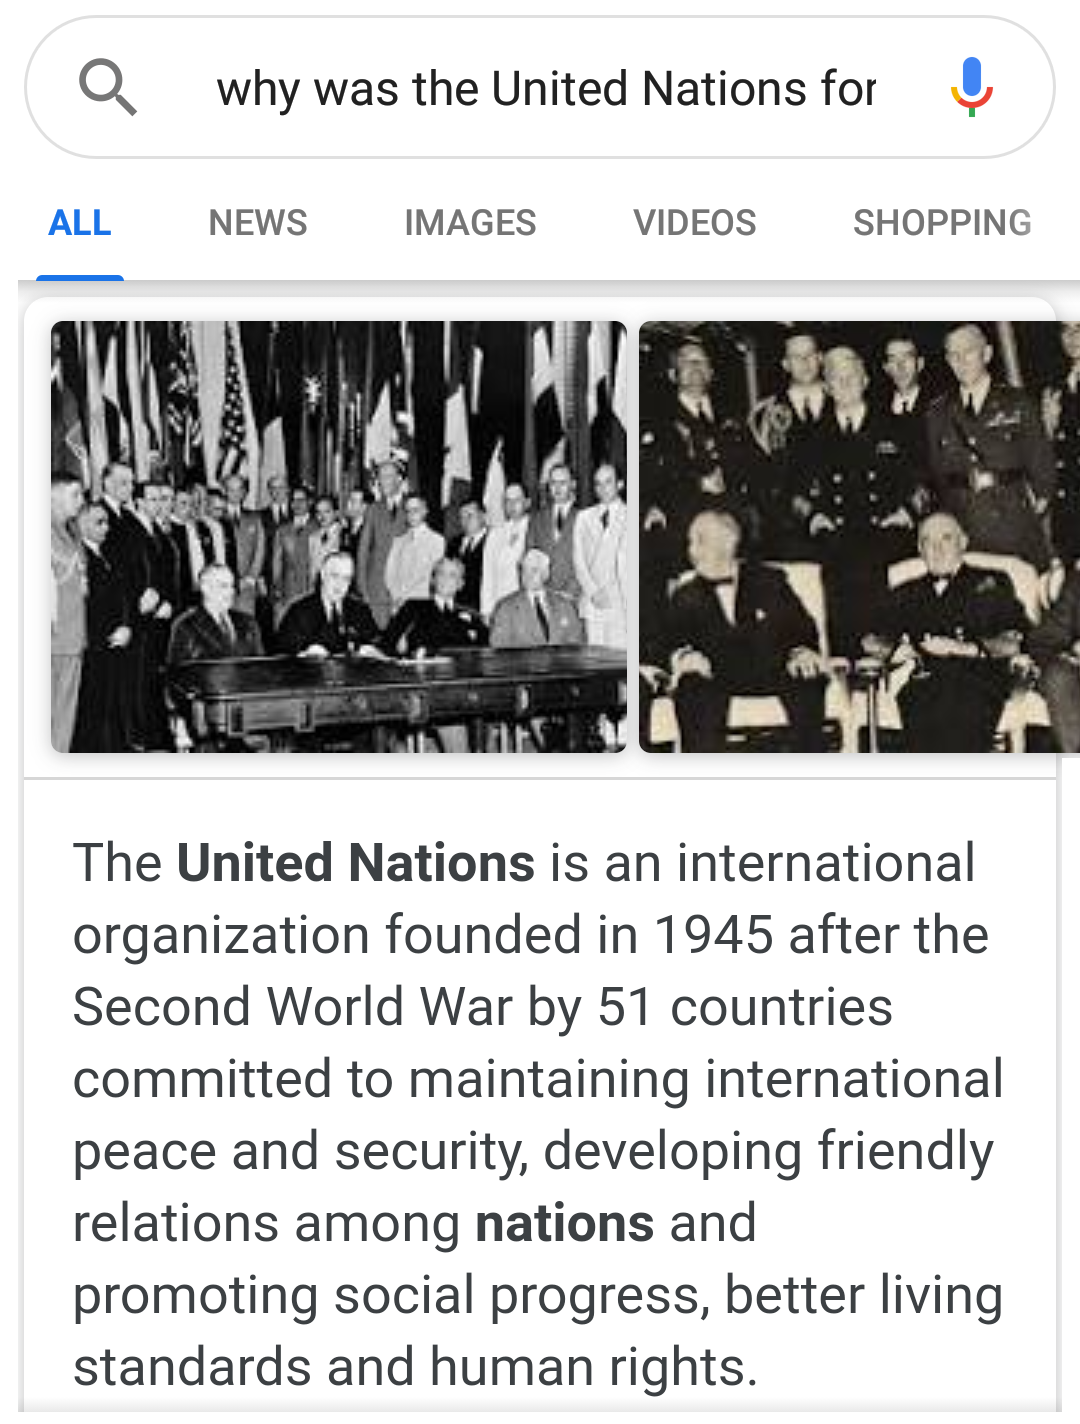 why was the United Nations for
ALL NEWS IMAGES VIDEOS SHOPPING
The United Nations is an international
organization founded in 1945 after the
Second World War by 51 countries
committed to maintaining international
peace and security, developing friendly
relations among nations and
promoting social progress, better living
standards and human rights.